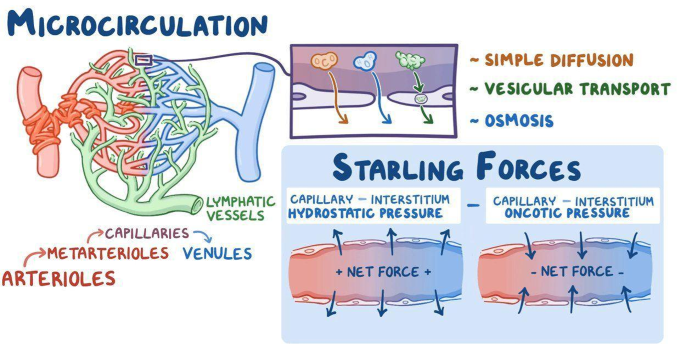 MICROCIRCULATION
~ SIMPLE DIFFUSION
~ VESICULAR TRANSPORT
~ OSMOSIS
LYMPHATIC
VESSELS
CAPILLARIES
METARTERIOLES
VENULES
ARTERIOLES
STARLING FORCES
CAPILLARY – INTERSTITIUM
HYDROSTATIC PRESSURE
–
CAPILLARY – INTERSTITIUM
ONCOTIC PRESSURE
+ NET FORCE +
- NET FORCE -